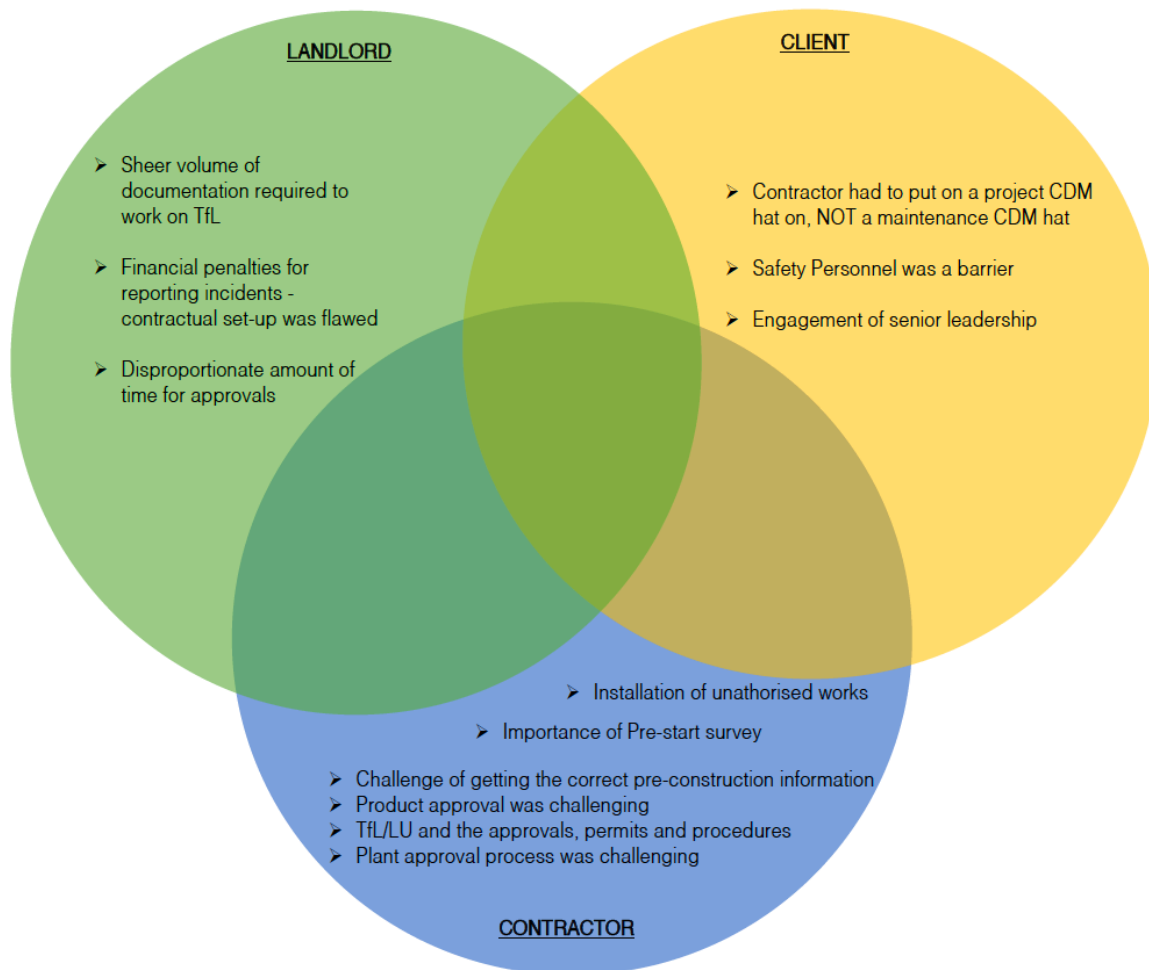 LANDLORD
➤ Sheer volume of
documentation required to
work on TfL
➤ Financial penalties for
reporting incidents -
contractual set-up was flawed
➤ Disproportionate amount of
time for approvals
CLIENT
➤ Contractor had to put on a project CDM
hat on, NOT a maintenance CDM hat
➤ Safety Personnel was a barrier
➤ Engagement of senior leadership
➤ Installation of unathorised works
➤ Importance of Pre-start survey
➤ Challenge of getting the correct pre-construction information
➤ Product approval was challenging
➤ TfL/LU and the approvals, permits and procedures
➤ Plant approval process was challenging
CONTRACTOR